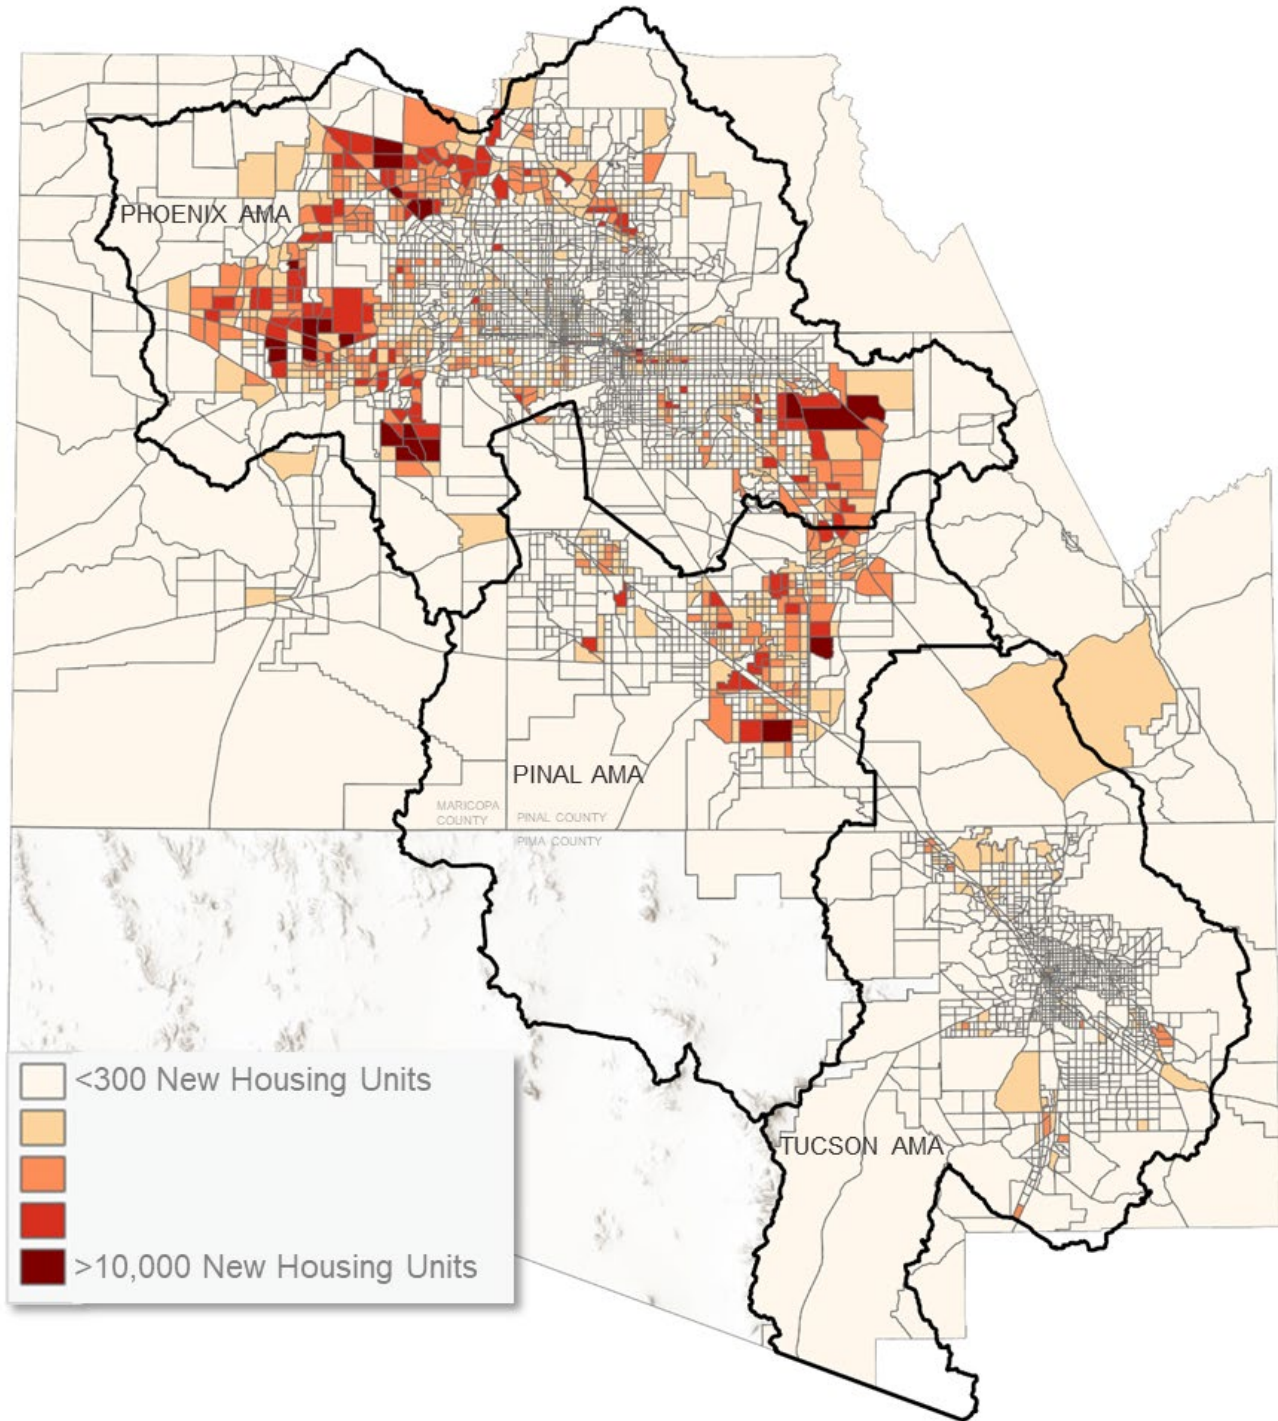 PHOENIX AMA
PINAL AMA
MARICOPA
COUNTY
PINAL COUNTY
PIMA COUNTY
<300 New Housing Units
>10,000 New Housing Units
TUCSON AMA